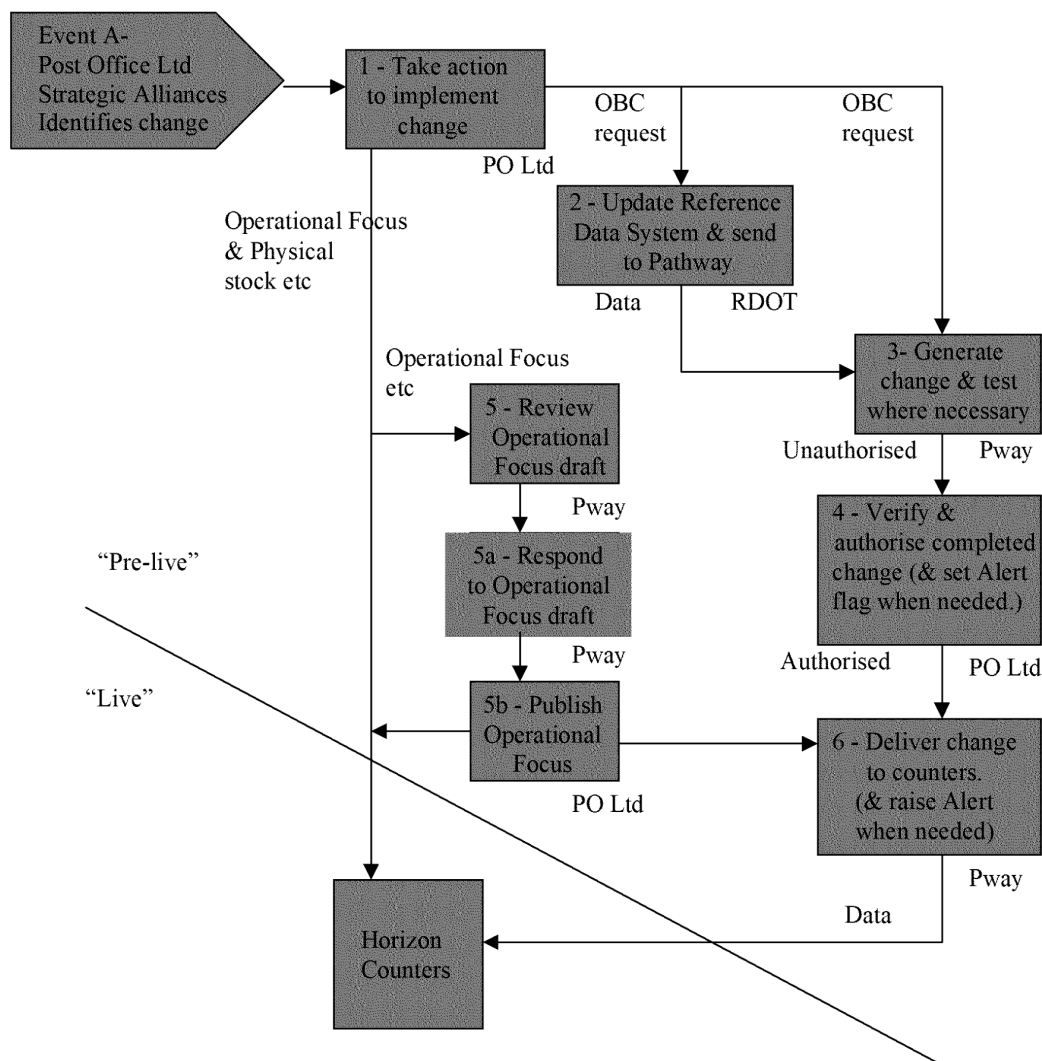 Event A-
Post Office Ltd
Strategic Alliances
Identifies change
1 - Take action
to implement
change
PO Ltd
OBC
request
OBC
request
2 - Update Reference
Data System & send
to Pathway
Data
RDOT
Operational Focus
& Physical
stock etc
3- Generate
change & test
where necessary
Unauthorised
Pway
Operational Focus
etc
5 - Review
Operational
Focus draft
Pway
4 - Verify &
authorise completed
change (& set Alert
flag when needed.)
Authorised
PO Ltd
5a - Respond
to Operational
Focus draft
Pway
“Pre-live”
“Live”
5b - Publish
Operational
Focus
PO Ltd
6 - Deliver change
to counters.
(& raise Alert
when needed)
Pway
Data
Horizon
Counters